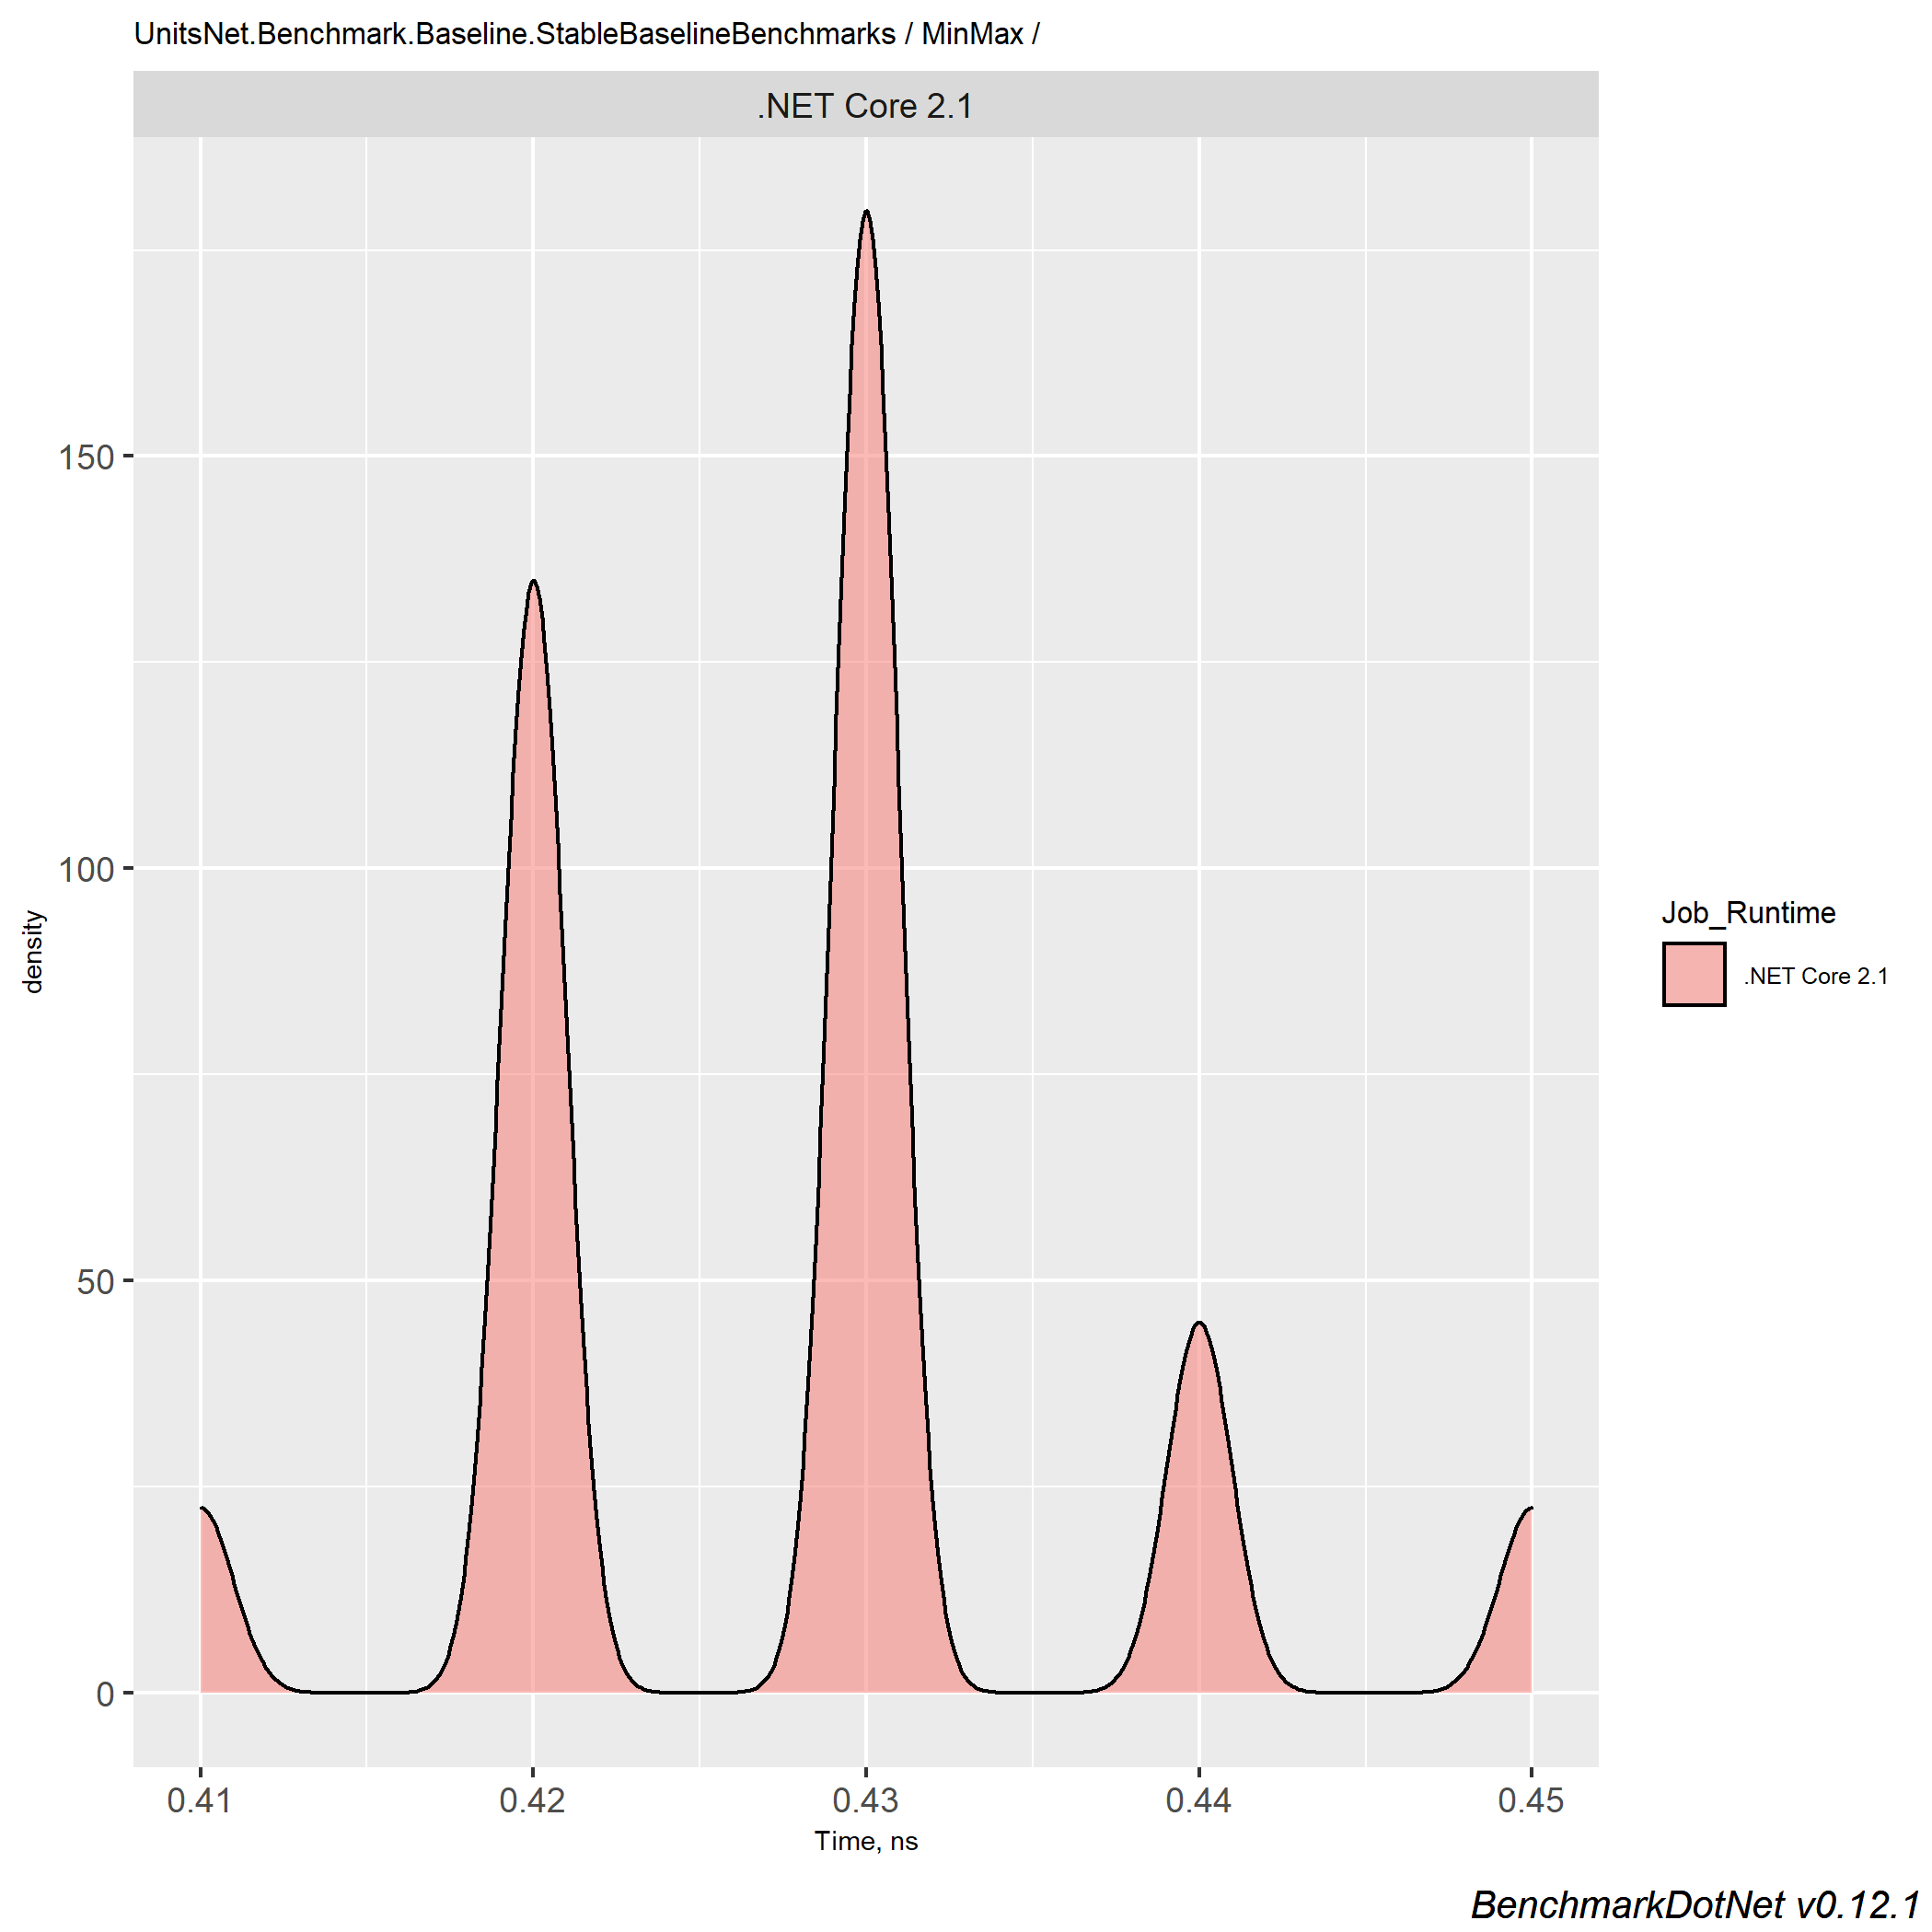 UnitsNet.Benchmark.Baseline.StableBaselineBenchmarks / MinMax /
.NET Core 2.1
150
100
50
0
density
0.41 0.42 0.43 0.44 0.45
Time, ns
Job_Runtime
.NET Core 2.1
BenchmarkDotNet v0.12.1